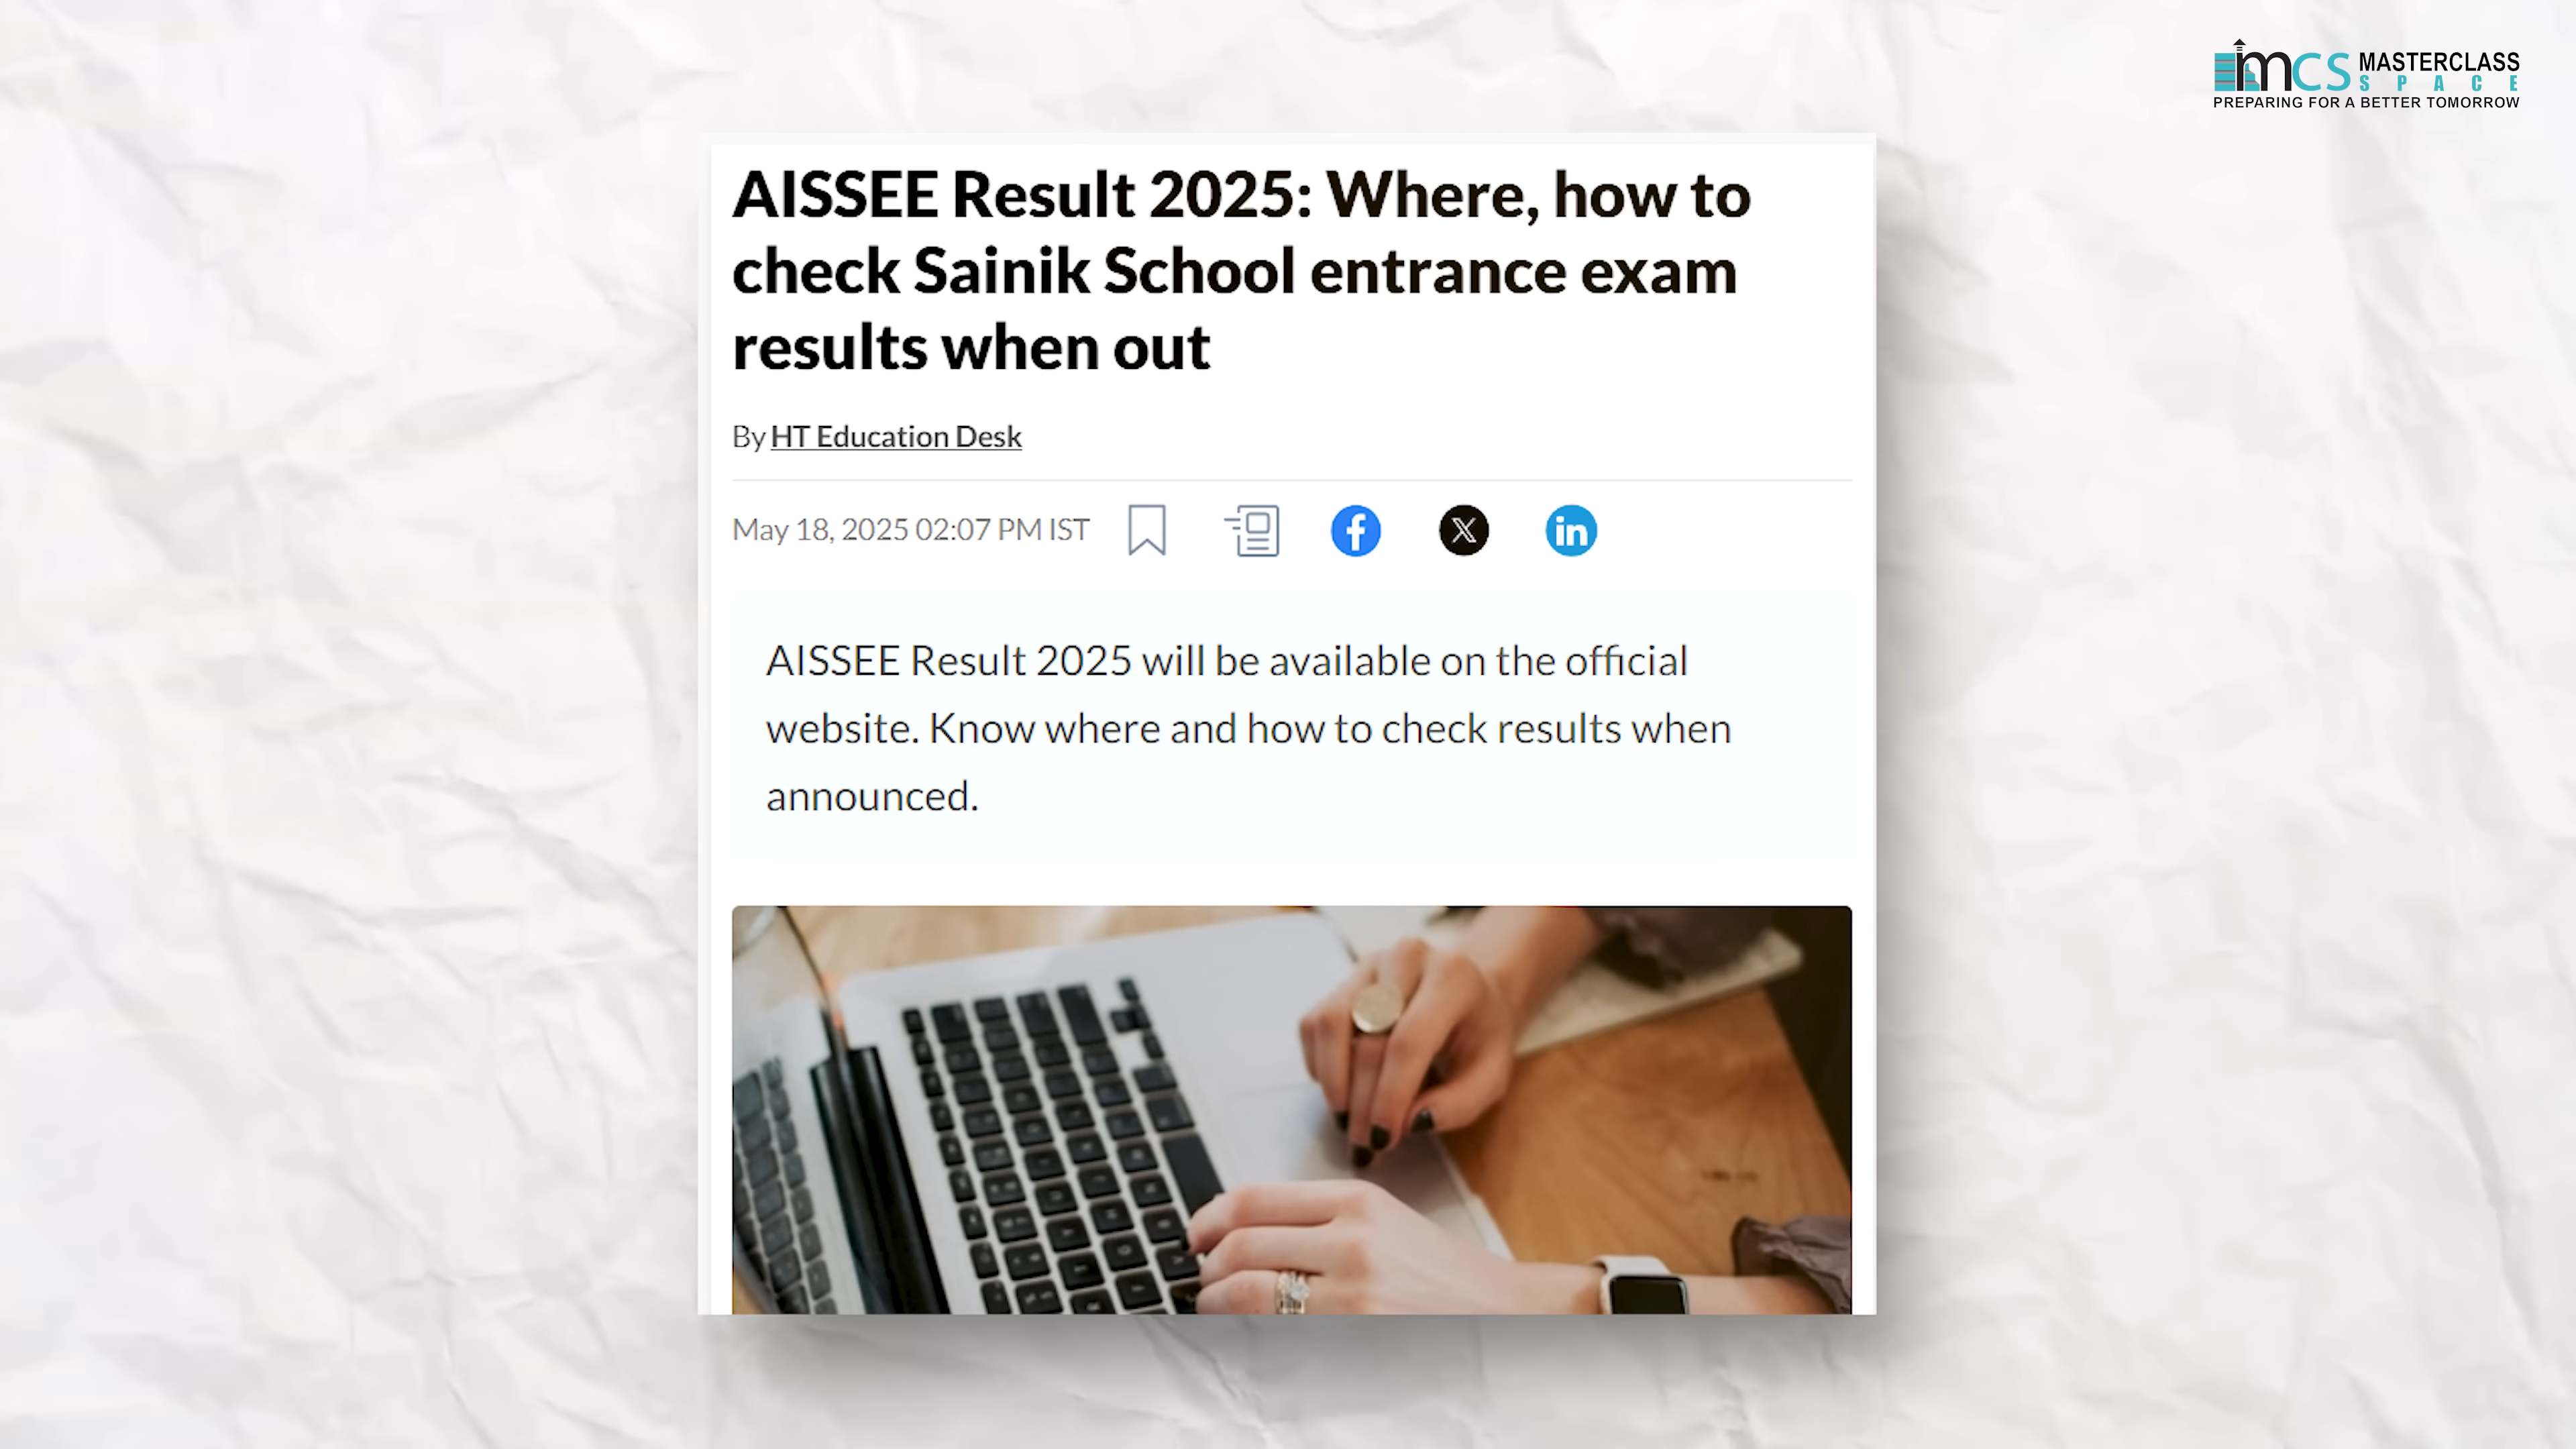 mcs MASTERCLASS
SPACE
PREPARING FOR A BETTER TOMORROW
AISSEE Result 2025: Where, how to
check Sainik School entrance exam
results when out
By HT Education Desk
May 18, 2025 02:07 PM IST
AISSEE Result 2025 will be available on the official
website. Know where and how to check results when
announced.